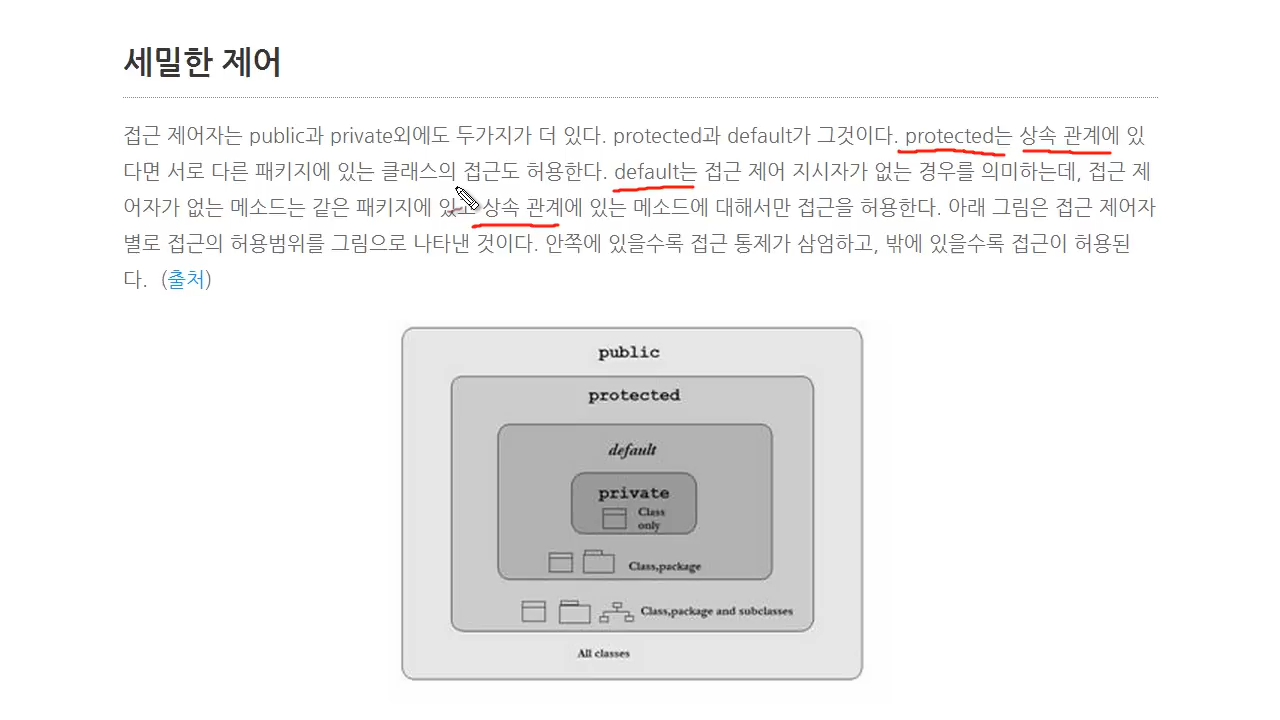 세밀한 제어
접근 제어자는 public과 private외에도 두가지가 더 있다. protected과 default가 그것이다. protected는 상속 관계에 있
다면 서로 다른 패키지에 있는 클래스의 접근도 허용한다. default는 접근 제어 지시자가 없는 경우를 의미하는데, 접근 제
어자가 없는 메소드는 같은 패키지에 있고 상속 관계에 있는 메소드에 대해서만 접근을 허용한다. 아래 그림은 접근 제어자
별로 접근의 허용범위를 그림으로 나타낸 것이다. 안쪽에 있을수록 접근 통제가 삼엄하고, 밖에 있을수록 접근이 허용된
다. (출처)
public
protected
default
private
Class
only
Class,package
Class,package and subclasses
All classes